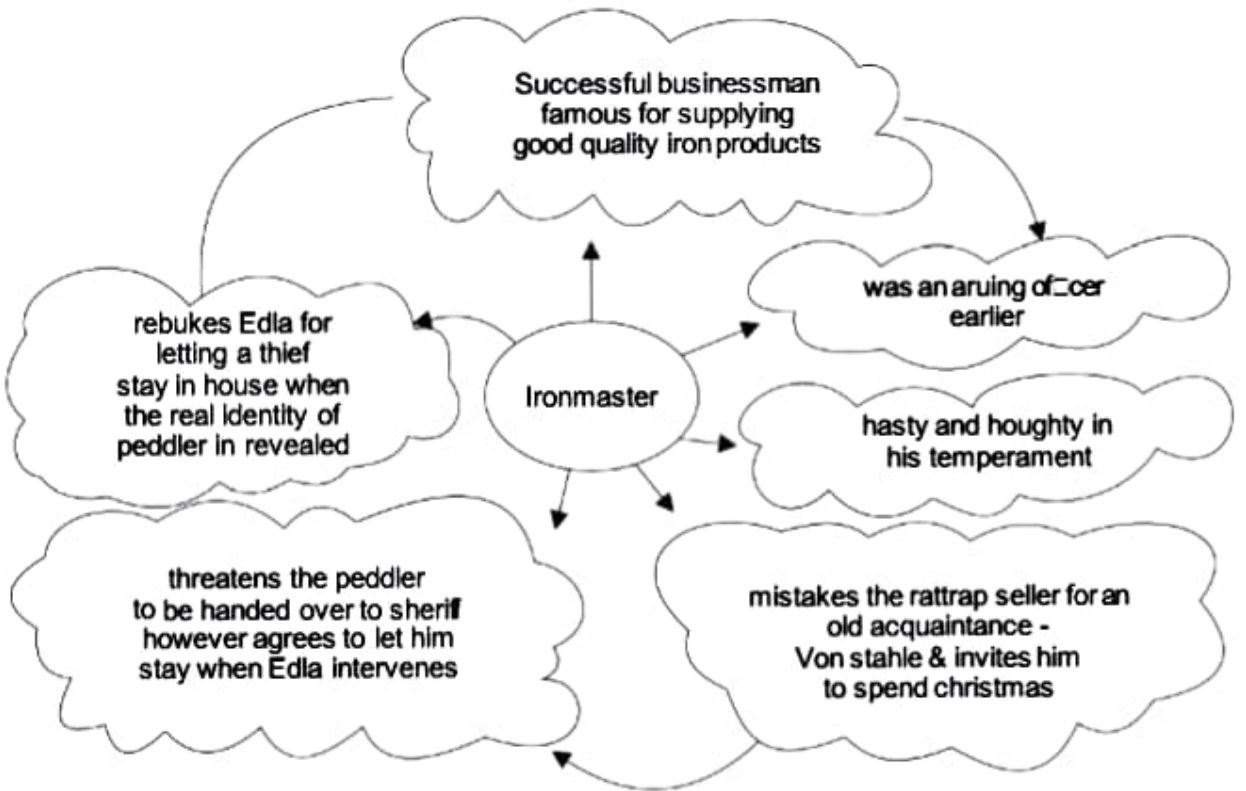 Successful businessman
famous for supplying
good quality iron products
was an aruing of□cer
earlier
rebukes Edla for
letting a thief
stay in house when
the real identity of
peddler in revealed
Ironmaster
hasty and houghty in
his temperament
threatens the peddler
to be handed over to sheriff
however agrees to let him
stay when Edla intervenes
mistakes the rattrap seller for an
old acquaintance -
Von stahle & invites him
to spend christmas